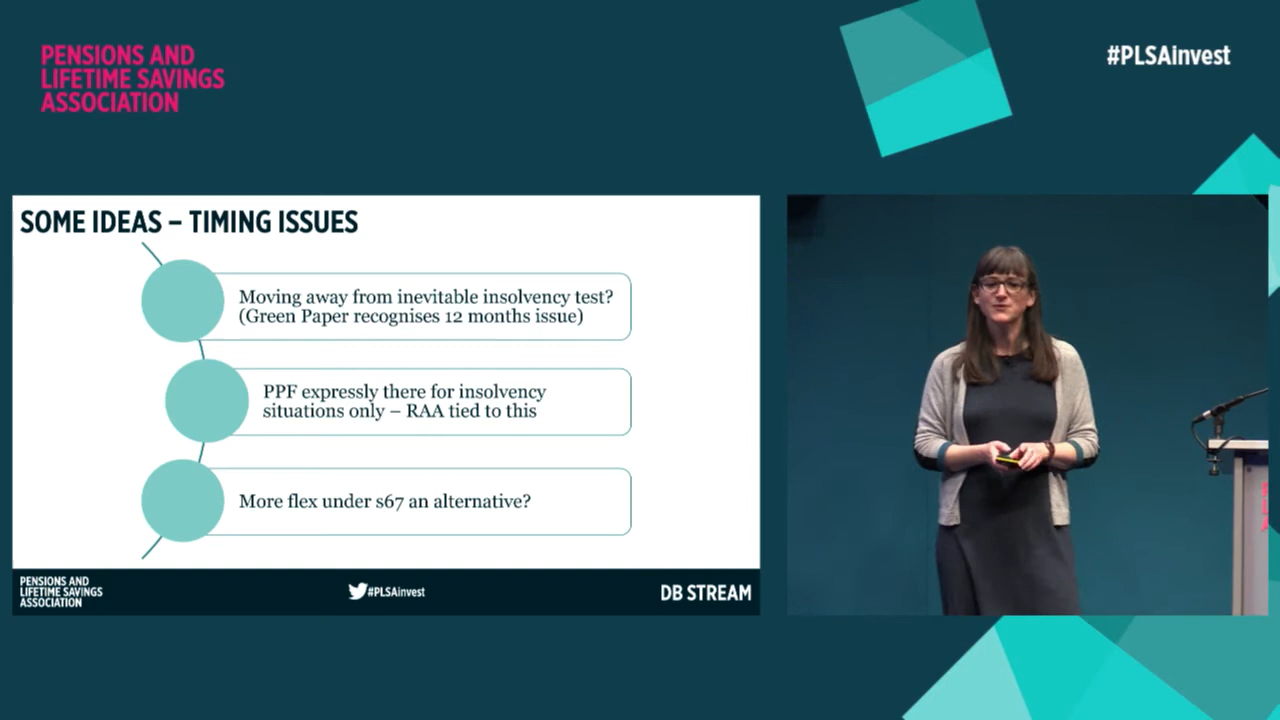 PENSIONS AND
LIFETIME SAVINGS
ASSOCIATION
#PLSAinvest
SOME IDEAS – TIMING ISSUES
Moving away from inevitable insolvency test?
(Green Paper recognises 12 months issue)
PPF expressly there for insolvency
situations only – RAA tied to this
More flex under s67 an alternative?
PENSIONS AND
LIFETIME SAVINGS
ASSOCIATION
#PLSAinvest
DB STREAM